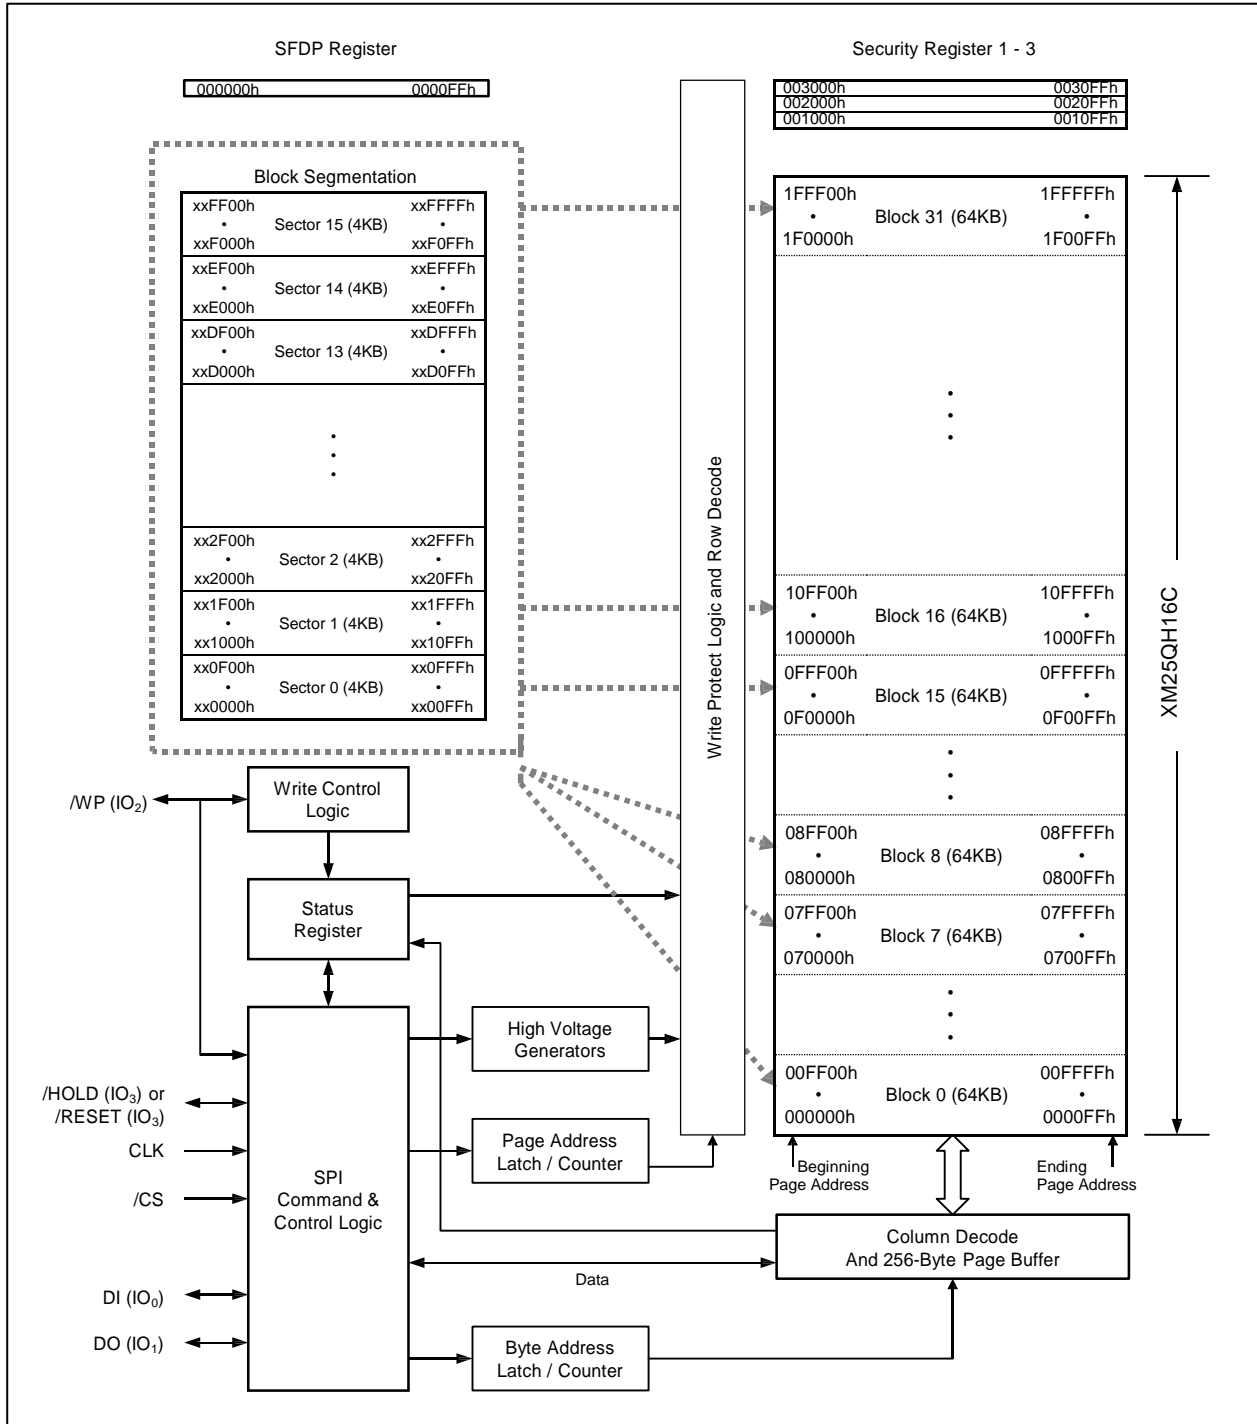 SFDP Register
000000h 0000FFh
Security Register 1 - 3
003000h 0030FFh
002000h 0020FFh
001000h 0010FFh
Block Segmentation
xxFF00h xxFFFFh
• Sector 15 (4KB) •
xxF000h xxF0FFh
xxEF00h xxEFFFh
• Sector 14 (4KB) •
xxE000h xxE0FFh
xxDF00h xxDFFFh
• Sector 13 (4KB) •
xxD000h xxD0FFh
xx2F00h xx2FFFh
• Sector 2 (4KB) •
xx2000h xx20FFh
xx1F00h xx1FFFh
• Sector 1 (4KB) •
xx1000h xx10FFh
xx0F00h xx0FFFh
• Sector 0 (4KB) •
xx0000h xx00FFh
Write Protect Logic and Row Decode
1FFF00h 1FFFFFh
• Block 31 (64KB) •
1F0000h 1F00FFh
10FF00h 10FFFFh
• Block 16 (64KB) •
100000h 1000FFh
0FFF00h 0FFFFFh
• Block 15 (64KB) •
0F0000h 0F00FFh
08FF00h 08FFFFh
• Block 8 (64KB) •
080000h 0800FFh
07FF00h 07FFFFh
• Block 7 (64KB) •
070000h 0700FFh
00FF00h 00FFFFh
• Block 0 (64KB) •
000000h 0000FFh
XM25QH16C
Beginning
Page Address
Ending
Page Address
/WP (IO₂)
Write Control
Logic
Status
Register
High Voltage
Generators
/HOLD (IO₃) or
/RESET (IO₃)
CLK
/CS
DI (IO₀)
DO (IO₁)
SPI
Command &
Control Logic
Page Address
Latch / Counter
Column Decode
And 256-Byte Page Buffer
Data
Byte Address
Latch / Counter